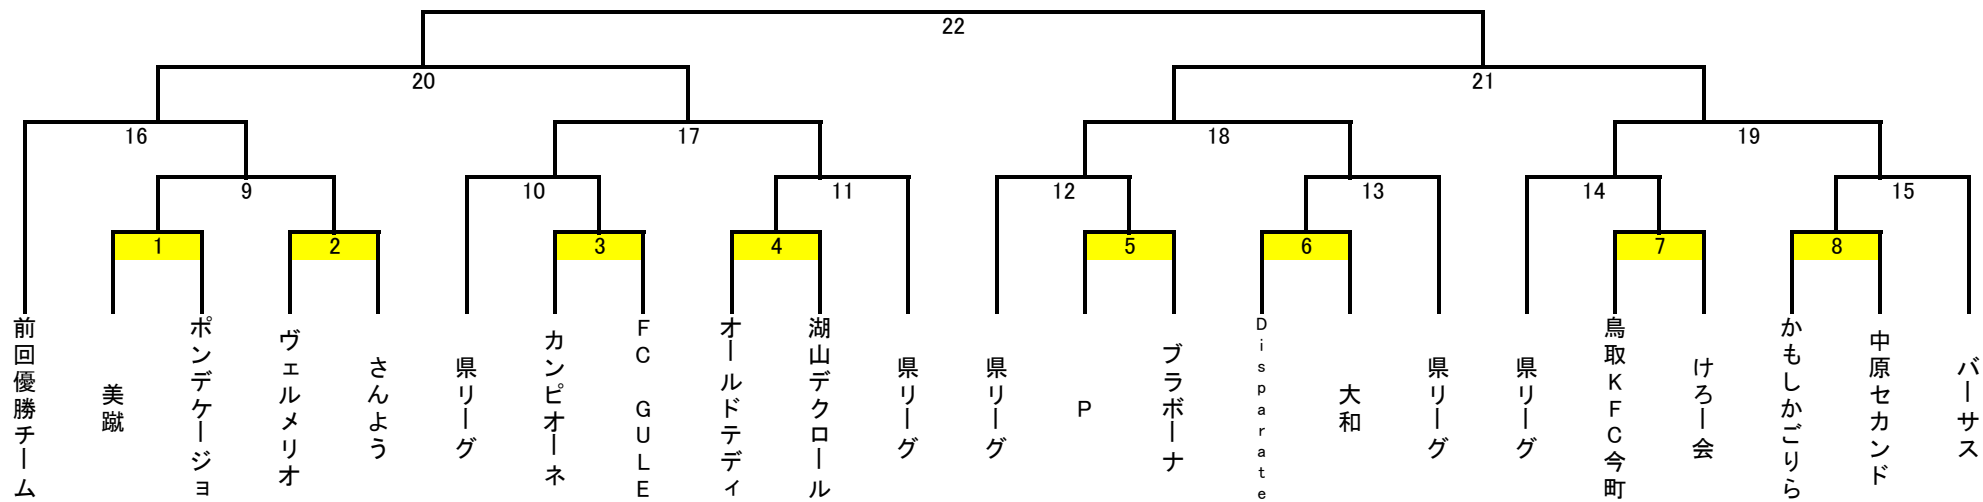 22
20
21
16
17
18
19
9
10
11
12
13
14
15
1
2
3
4
5
6
7
8
前回優勝チーム
美蹴
ポンデケージョ
ヴェルメリオ
さんよう
県リーグ
カンピオーネ
FC GULE
オールドテディ
湖山デクロール
県リーグ
県リーグ
P
ブラボーナ
Disparate
大和
県リーグ
県リーグ
鳥取KFC今町
けろー会
かもしかごりら
中原セカンド
バーサス